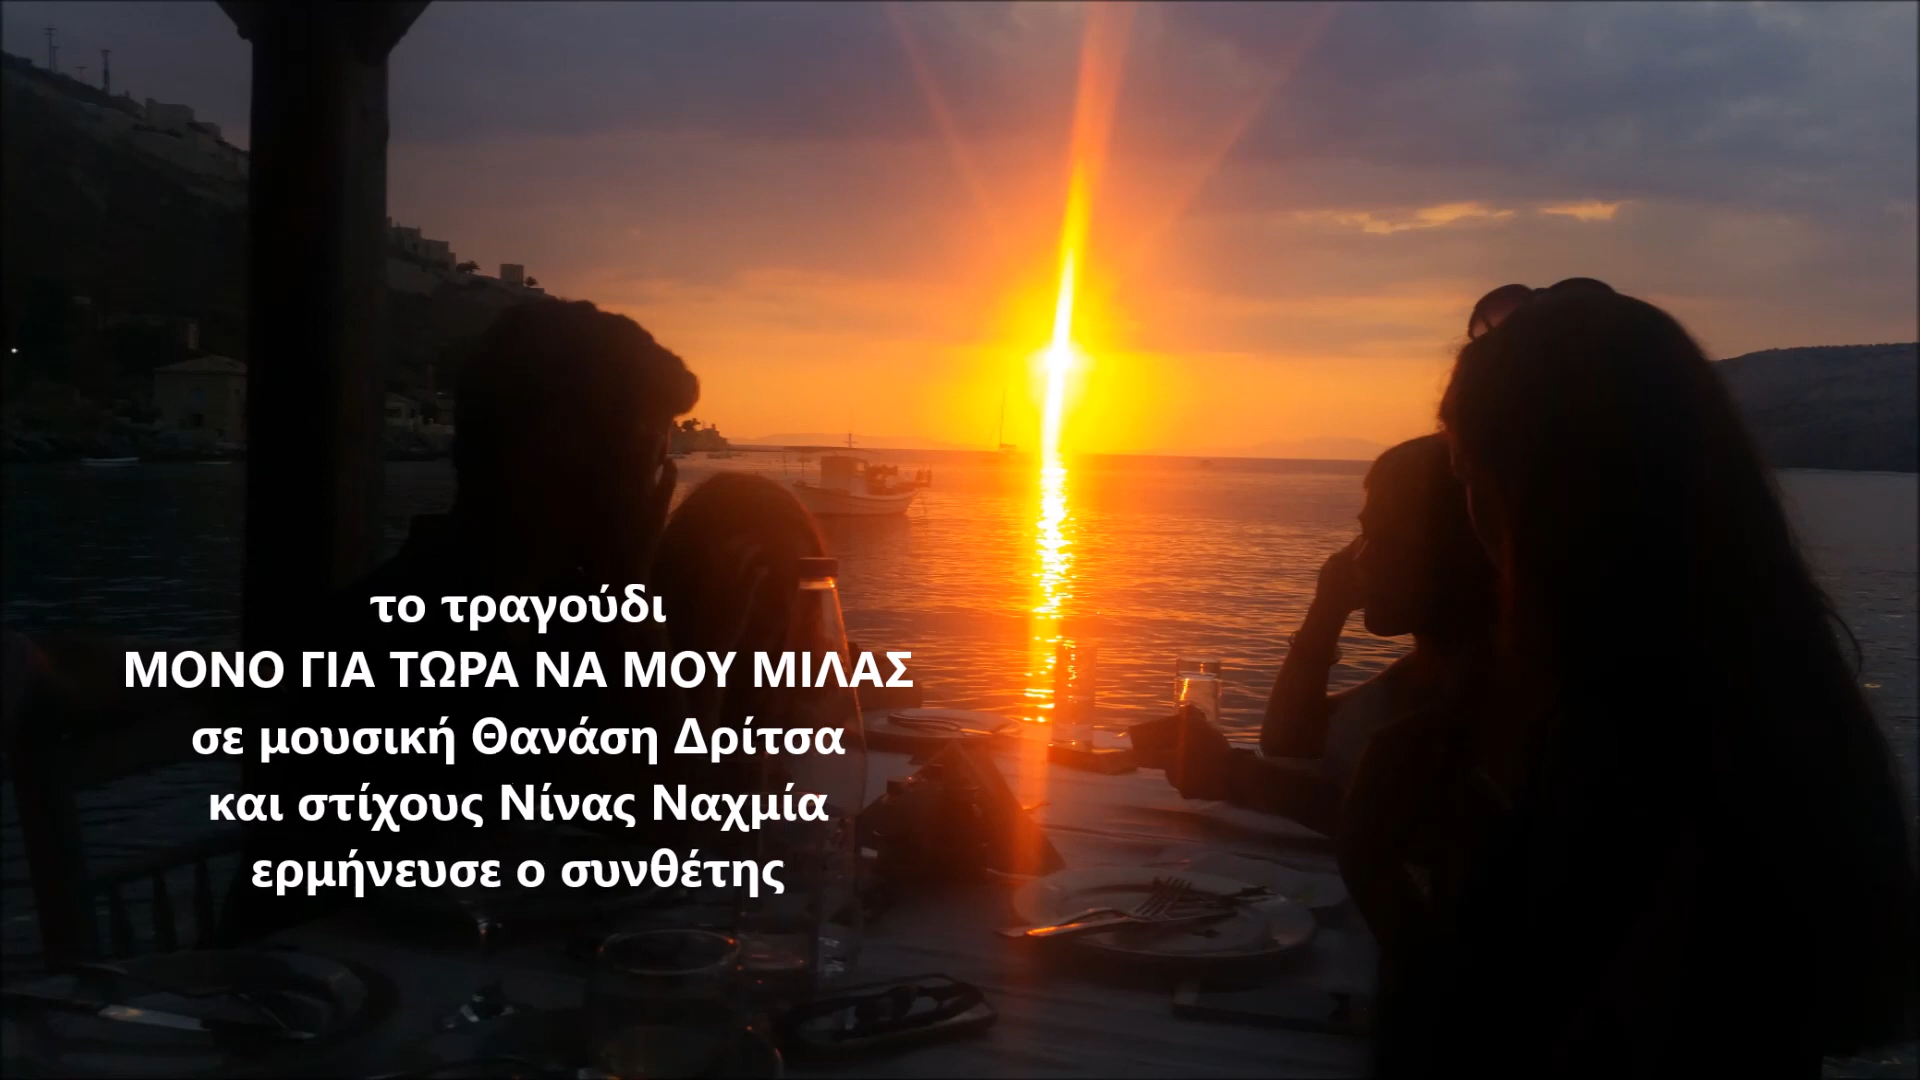 το τραγούδι
ΜΟΝΟ ΓΙΑ ΤΩΡΑ ΝΑ ΜΟΥ ΜΙΛΑΣ
σε μουσική Θανάση Δρίτσα
και στίχους Νίνας Ναχμία
ερμήνευσε ο συνθέτης